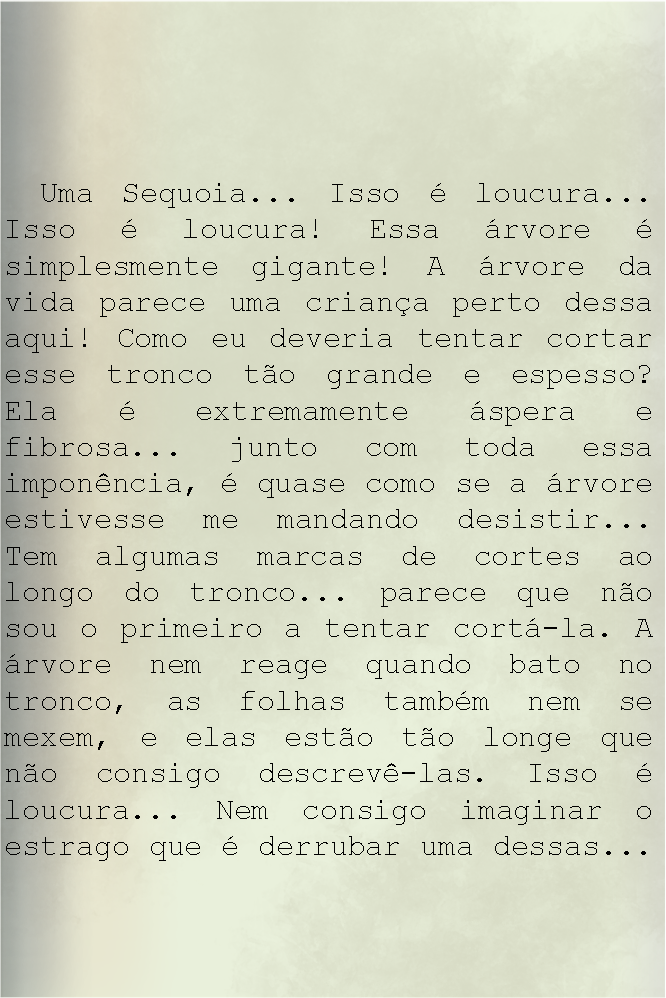 Uma Sequoia... Isso é loucura...
Isso é loucura! Essa árvore é
simplesmente gigante! A árvore da
vida parece uma criança perto dessa
aqui! Como eu deveria tentar cortar
esse tronco tão grande e espesso?
Ela é extremamente áspera e
fibrosa... junto com toda essa
imponência, é quase como se a árvore
estivesse me mandando desistir...
Tem algumas marcas de cortes ao
longo do tronco... parece que não
sou o primeiro a tentar cortá-la. A
árvore nem reage quando bato no
tronco, as folhas também nem se
mexem, e elas estão tão longe que
não consigo descrevê-las. Isso é
loucura... Nem consigo imaginar o
estrago que é derrubar uma dessas...